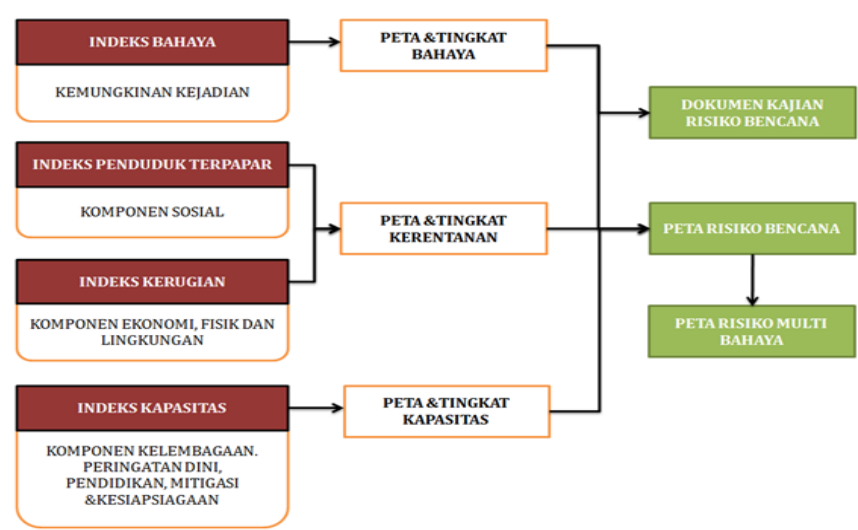 INDEKS BAHAYA
KEMUNGKINAN KEJADIAN
INDEKS PENDUDUK TERPAPAR
KOMPONEN SOSIAL
INDEKS KERUGIAN
KOMPONEN EKONOMI, FISIK DAN
LINGKUNGAN
INDEKS KAPASITAS
KOMPONEN KELEMBAGAAN.
PERINGATAN DINI,
PENDIDIKAN, MITIGASI
&KESIAPSIAGAAN
PETA &TINGKAT
BAHAYA
PETA &TINGKAT
KERENTANAN
PETA &TINGKAT
KAPASITAS
DOKUMEN KAJIAN
RISIKO BENCANA
PETA RISIKO BENCANA
PETA RISIKO MULTI
BAHAYA